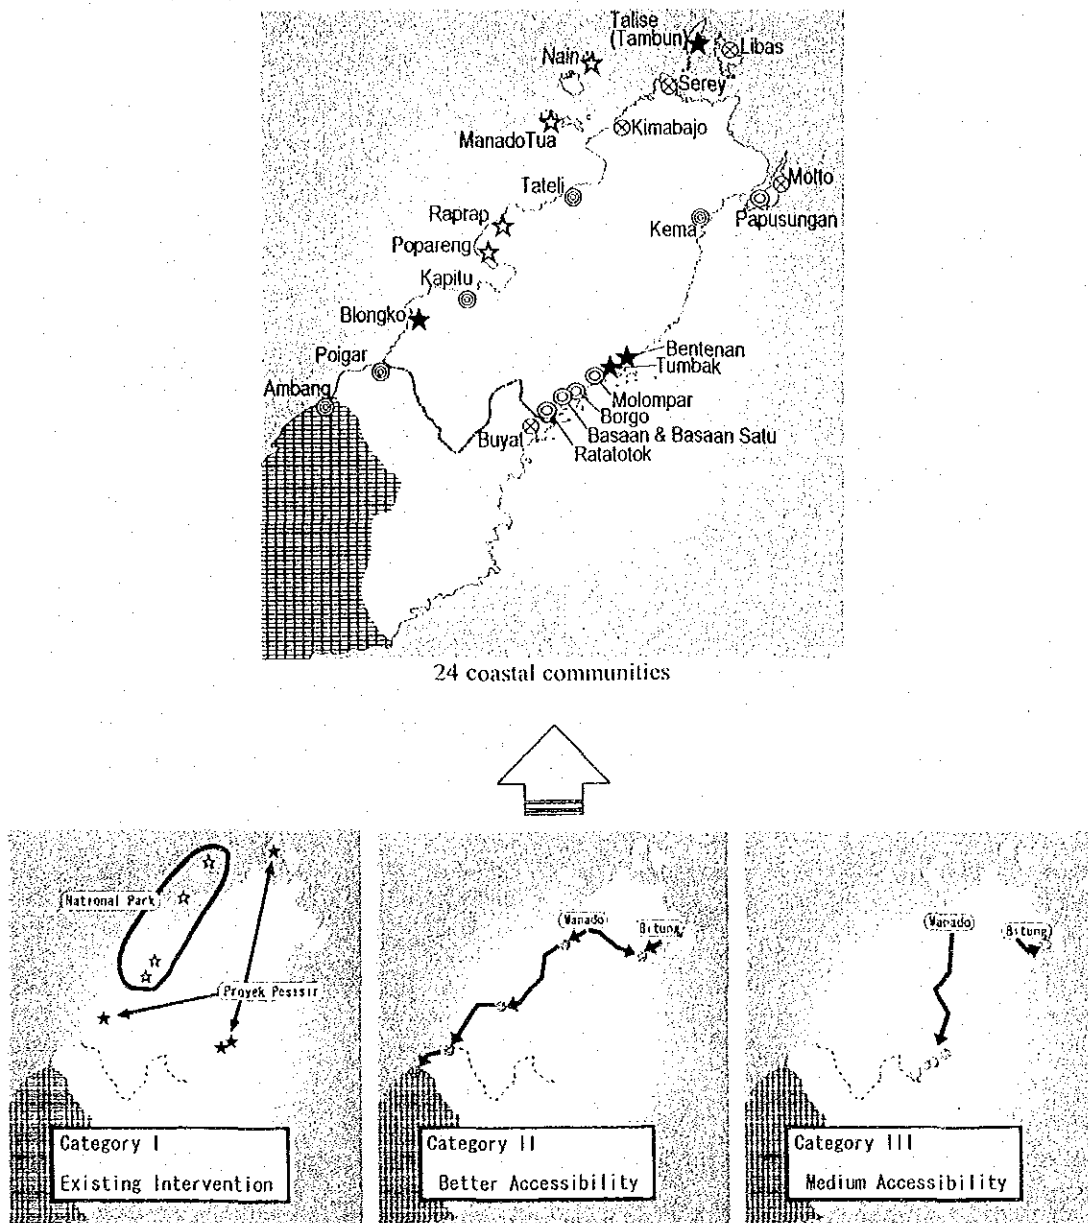 Talise
(Tambun)
Libas
Nain
Serey
ManadoTua
Kimabajo
Motto
Tateli
Papusungan
Raprap
Kema
Popareng
Kapitu
Blongko
Bentenan
Poigar
Tumbak
Ambang
Molompar
Borgo
Buyat
Basaan & Basaan Satu
Ratatotok
24 coastal communities
National Park
Proyek Pesisir
Category I
Existing Intervention
Manado
Bitung
Category II
Better Accessibility
Manado
Bitung
Category III
Medium Accessibility